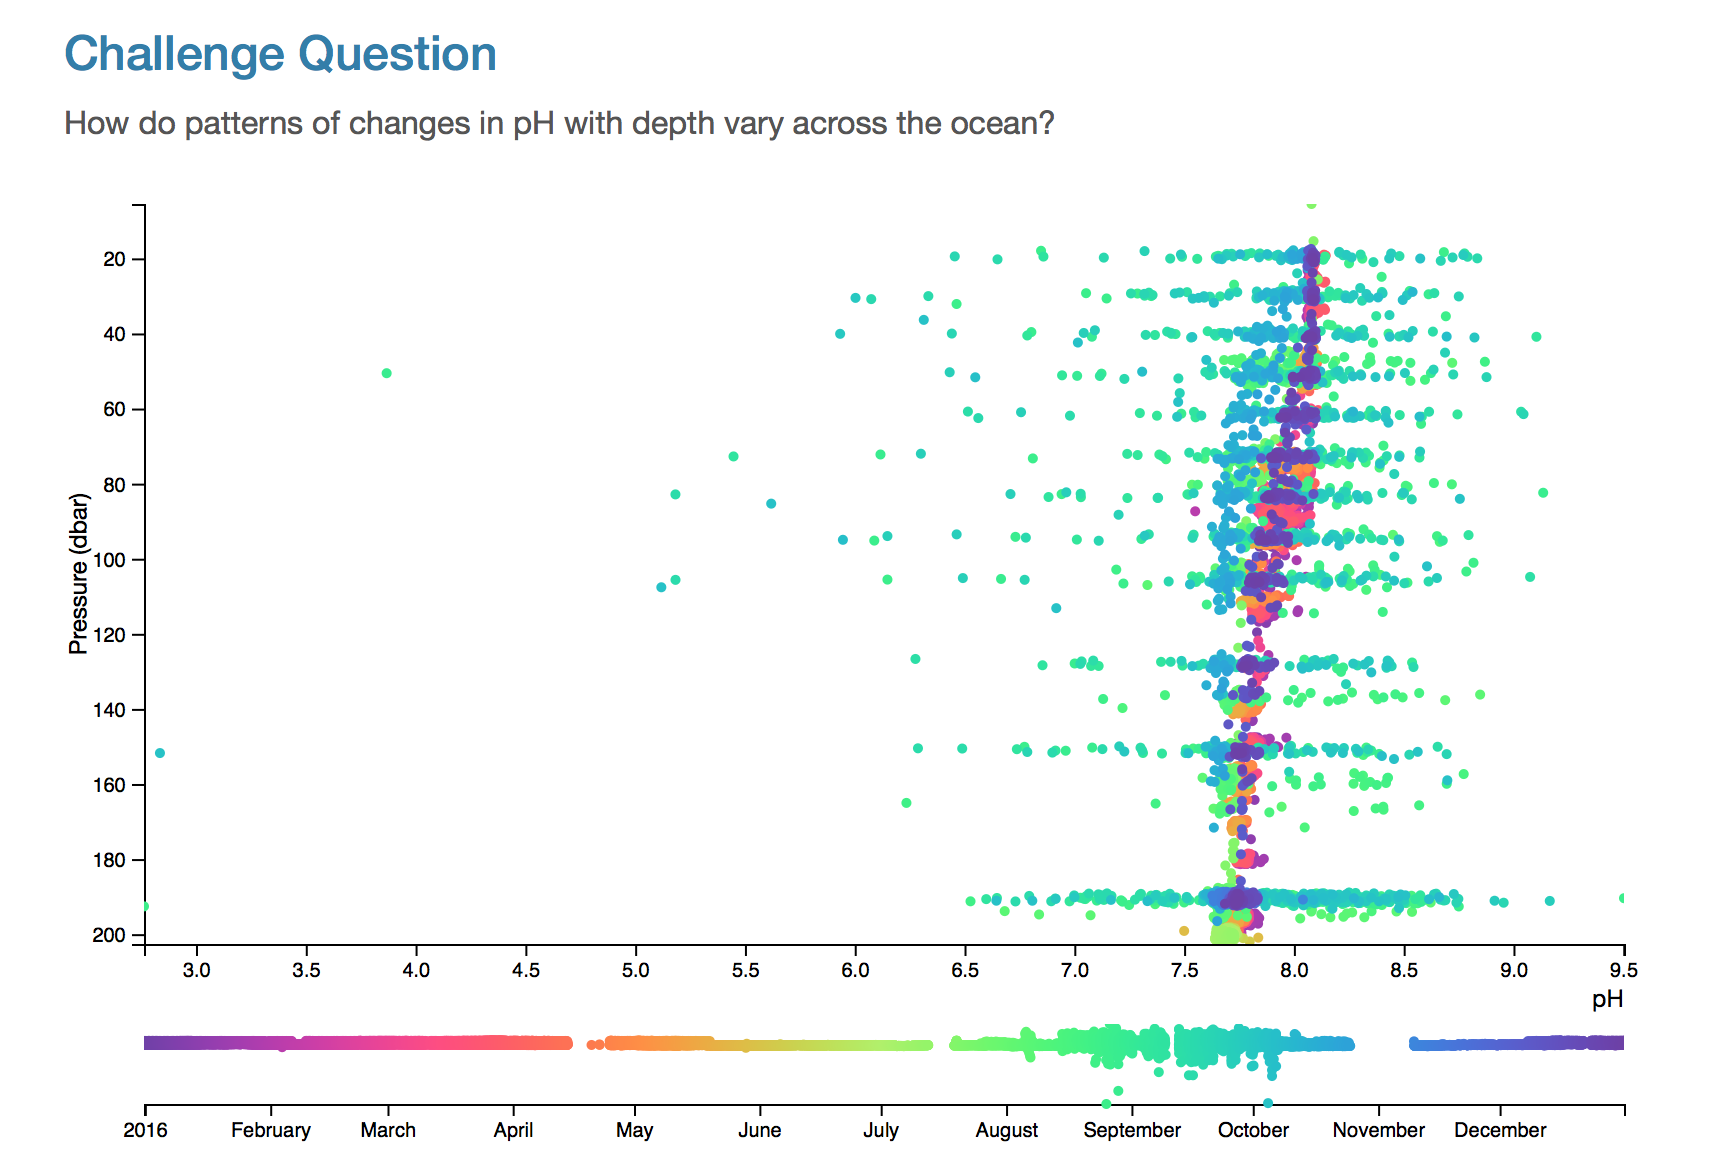 Challenge Question
How do patterns of changes in pH with depth vary across the ocean?
Pressure (dbar)
20
40
60
80
100
120
140
160
180
200
3.0 3.5 4.0 4.5 5.0 5.5 6.0 6.5 7.0 7.5 8.0 8.5 9.0 9.5
pH
2016 February March April May June July August September October November December